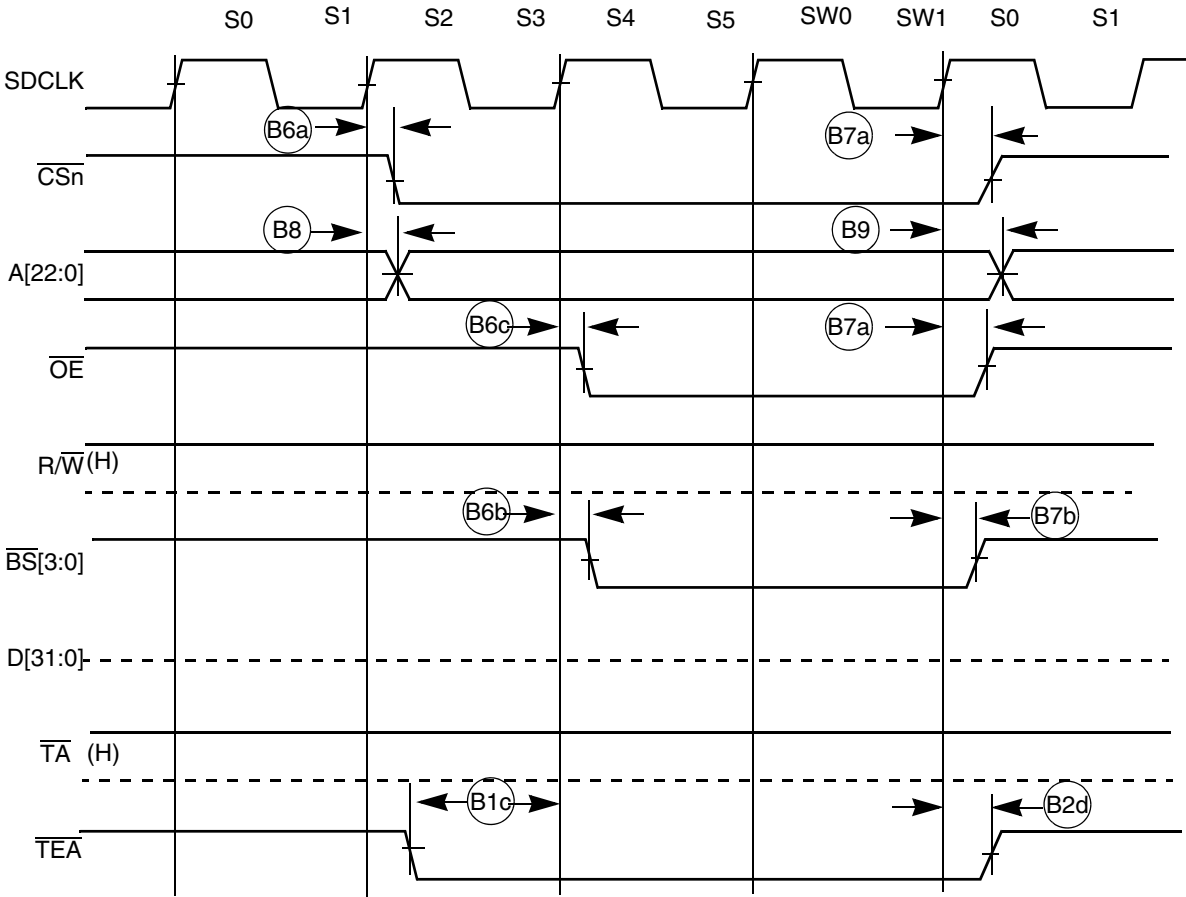 S0 S1 S2 S3 S4 S5 SW0 SW1 S0 S1
SDCLK
B6a B7a
CSn
B8 B9
A[22:0]
B6c B7a
OE
R/W (H)
B6b B7b
BS[3:0]
D[31:0]
TA (H)
B1c B2d
TEA